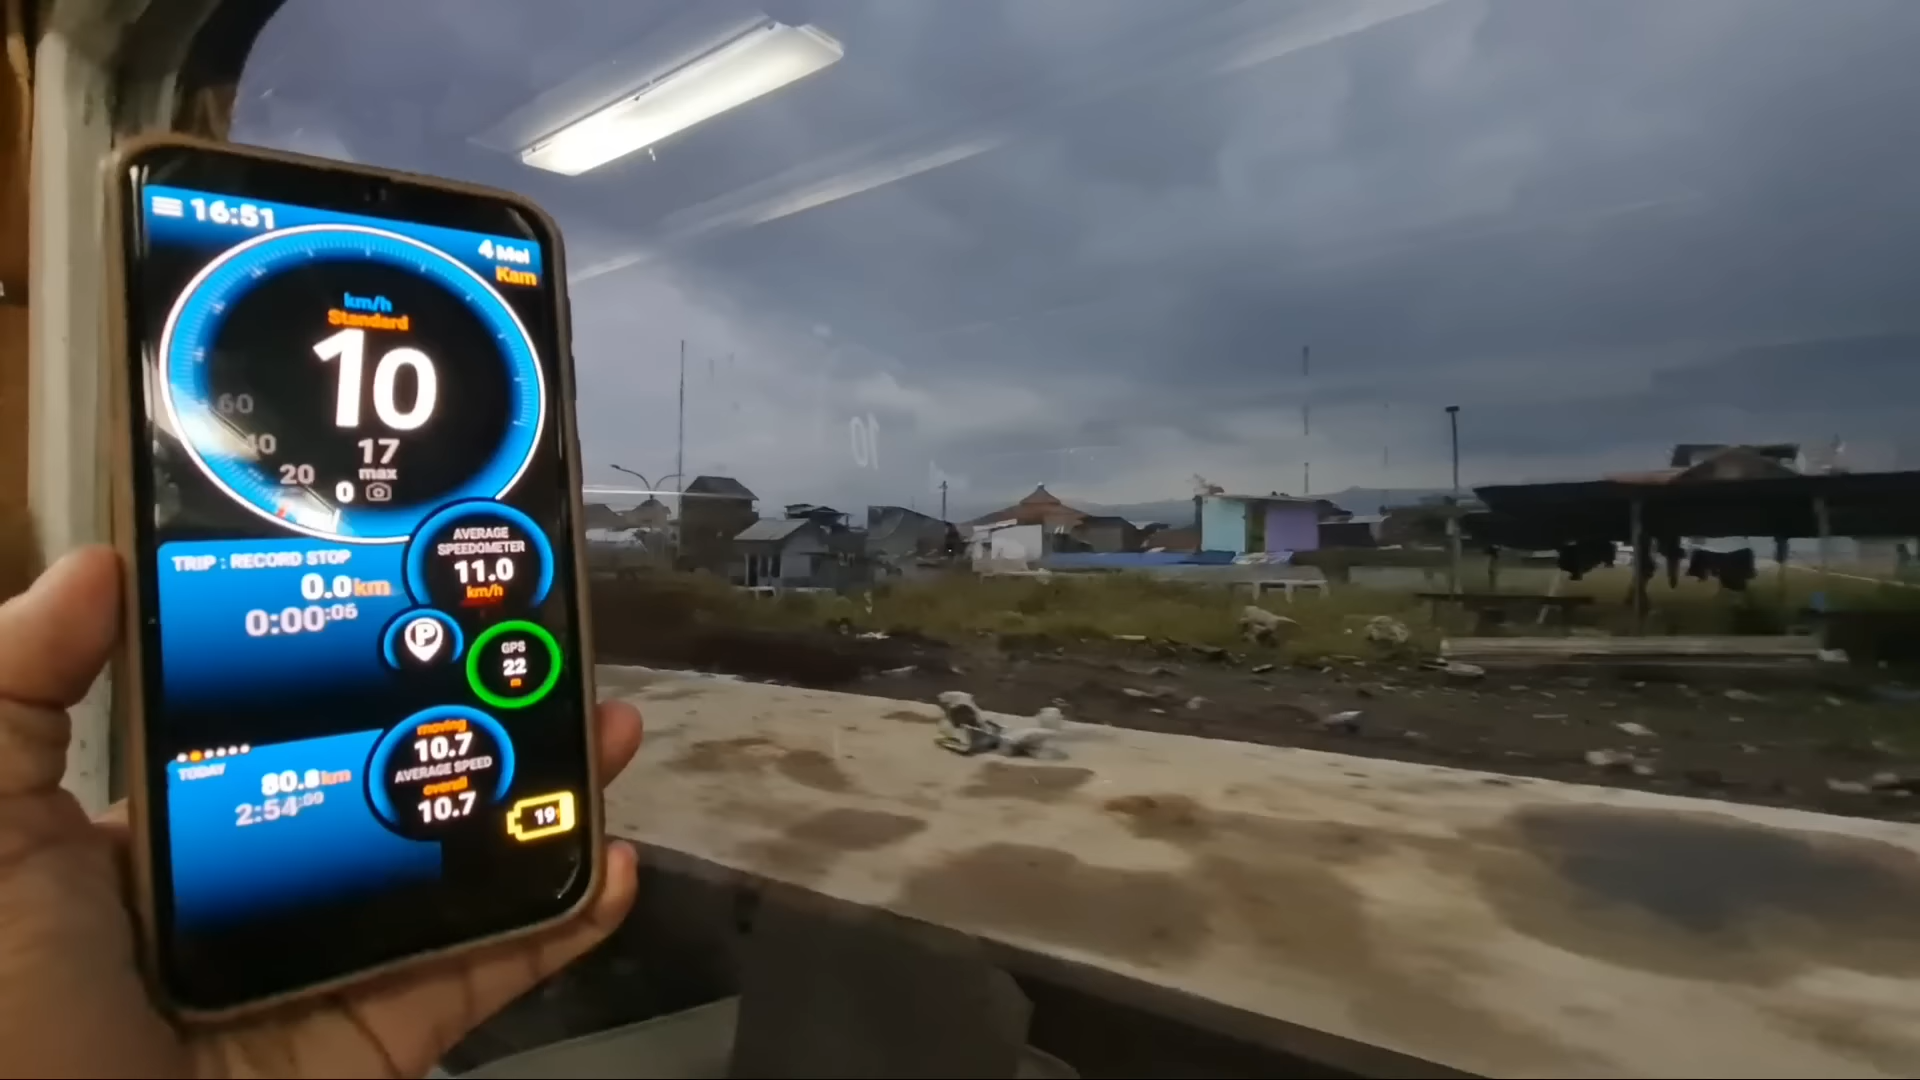 16:51
4 Mei
Kam
km/h
Standard
10
60
40
20
0
17
max
AVERAGE
SPEEDOMETER
11.0
km/h
TRIP : RECORD STOP
0.0km
0:00:06
P
GPS
22
m
moving
10.7
AVERAGE SPEED
overall
10.7
TODAY
80.8km
2:54:09
19